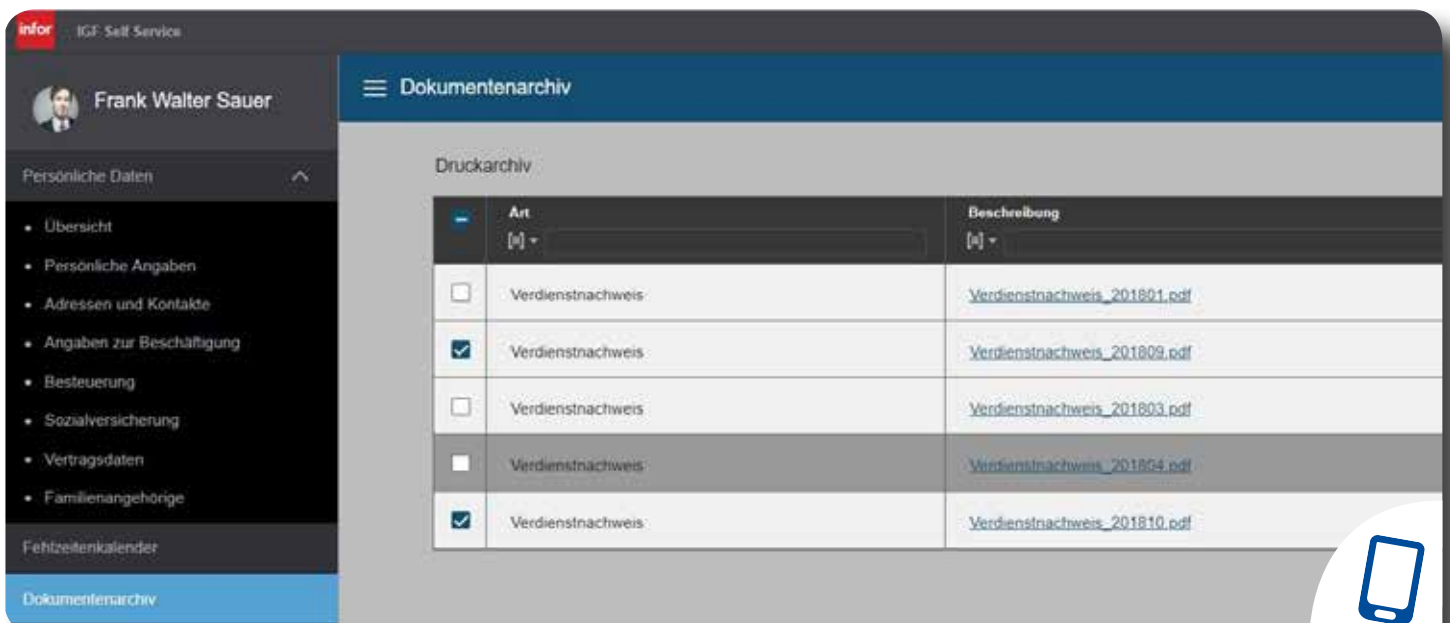 infor IGF Self Service
Frank Walter Sauer
Dokumentenarchiv
Persönliche Daten
• Übersicht
• Persönliche Angaben
• Adressen und Kontakte
• Angaben zur Beschäftigung
• Besteuerung
• Sozialversicherung
• Vertragsdaten
• Familienangehörige
Fehlzeitenkalender
Dokumentenarchiv
Druckarchiv
Art Beschreibung
Verdienstnachweis Verdienstnachweis_201801.pdf
Verdienstnachweis Verdienstnachweis_201809.pdf
Verdienstnachweis Verdienstnachweis_201803.pdf
Verdienstnachweis Verdienstnachweis_201804.pdf
Verdienstnachweis Verdienstnachweis_201810.pdf